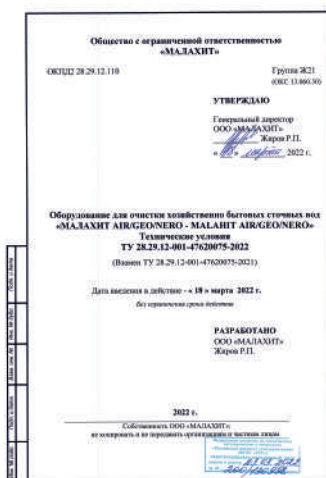 Общество с ограниченной ответственностью
«МАЛАХИТ»
ОКПД2 28.29.12.110
Группа Ж21
(ОКС 13.060.30)
УТВЕРЖДАЮ
Генеральный директор
ООО «МАЛАХИТ»
Жиров Р.П.
« 18 » марта 2022 г.
Оборудование для очистки хозяйственно бытовых сточных вод
«МАЛАХИТ AIR/GEO/NERO - MALAHIT AIR/GEO/NERO»
Технические условия
ТУ 28.29.12-001-47620075-2022
(Взамен ТУ 28.29.12-001-47620075-2021)
Дата введения в действие - « 18 » марта 2022 г.
без ограничения срока действия
РАЗРАБОТАНО
ООО «МАЛАХИТ»
Жиров Р.П.
2022 г.
Собственность ООО «МАЛАХИТ»:
не копировать и не передавать организациям и частным лицам